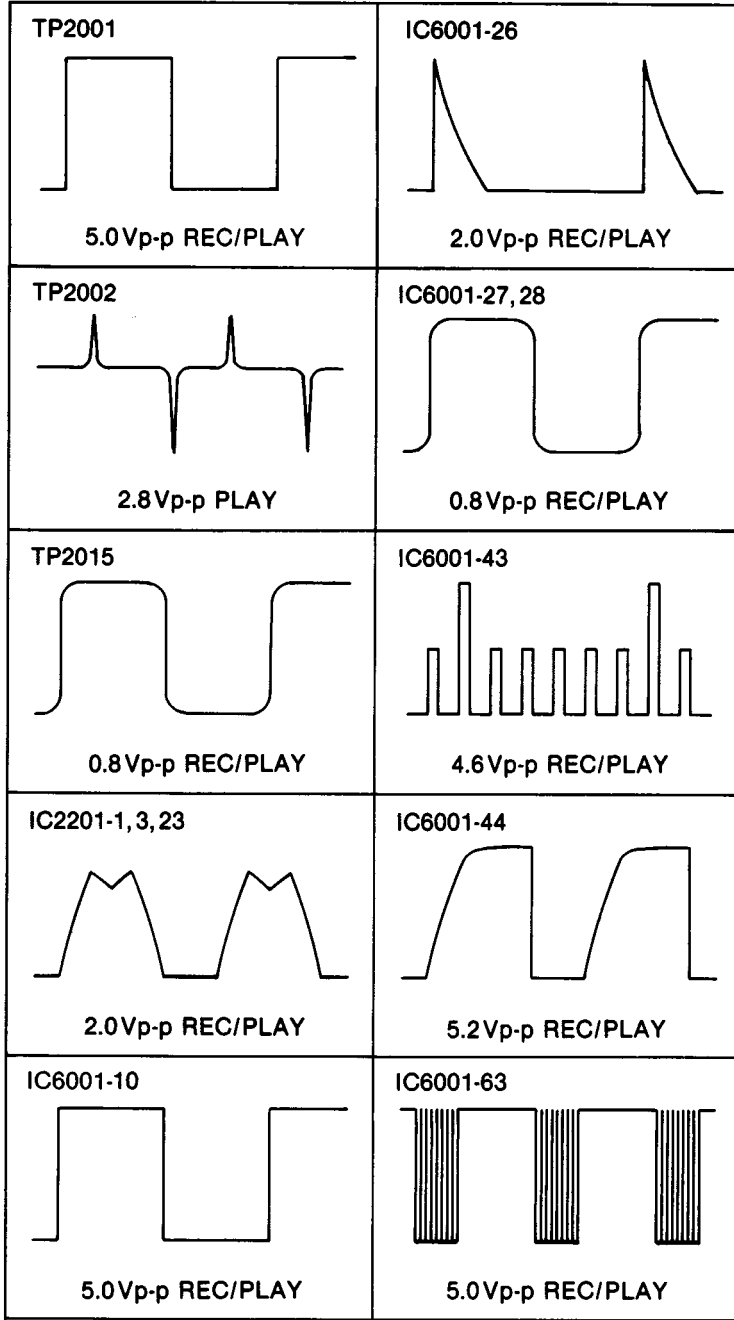 TP2001
5.0Vp-p REC/PLAY
IC6001-26
2.0Vp-p REC/PLAY
TP2002
2.8Vp-p PLAY
IC6001-27, 28
0.8Vp-p REC/PLAY
TP2015
0.8Vp-p REC/PLAY
IC6001-43
4.6Vp-p REC/PLAY
IC2201-1, 3, 23
2.0Vp-p REC/PLAY
IC6001-44
5.2Vp-p REC/PLAY
IC6001-10
5.0Vp-p REC/PLAY
IC6001-63
5.0Vp-p REC/PLAY